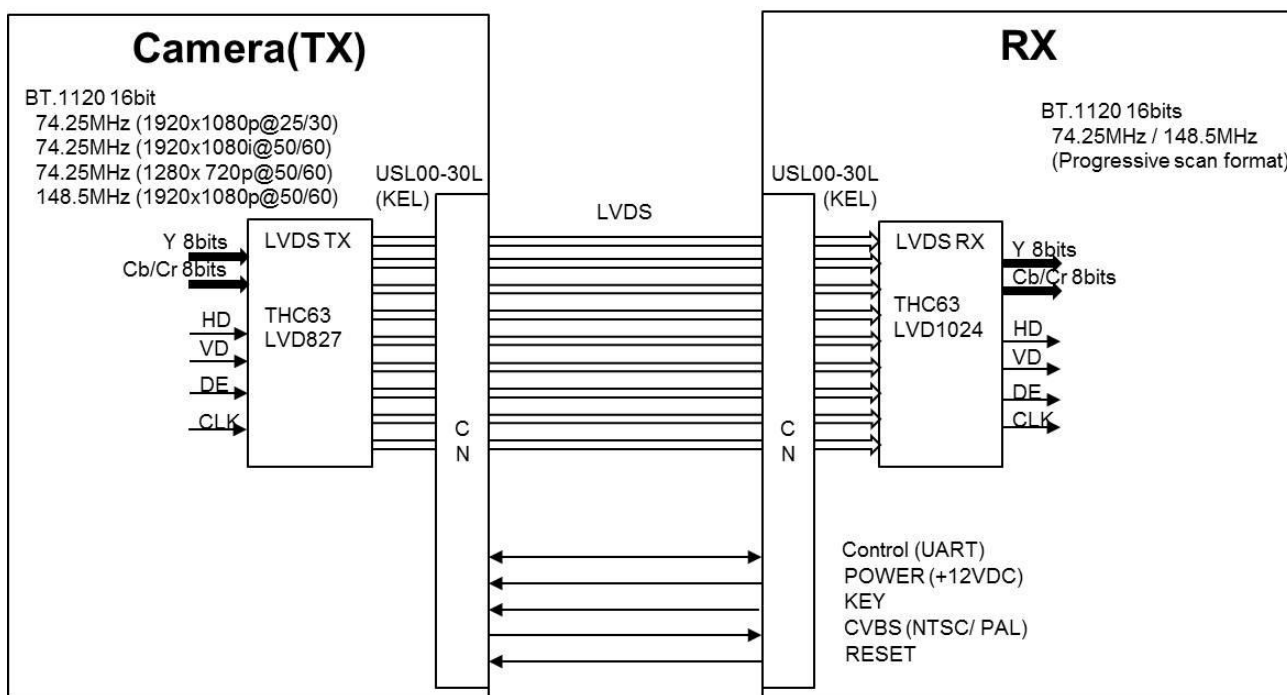 Camera(TX)
BT.1120 16bit
74.25MHz (1920x1080p@25/30)
74.25MHz (1920x1080i@50/60)
74.25MHz (1280x 720p@50/60)
148.5MHz (1920x1080p@50/60)
USL00-30L
(KEL)
Y 8bits
Cb/Cr 8bits
HD
VD
DE
CLK
LVDS TX
THC63
LVD827
C
N
LVDS
RX
BT.1120 16bits
74.25MHz / 148.5MHz
(Progressive scan format)
USL00-30L
(KEL)
C
N
LVDS RX
THC63
LVD1024
Y 8bits
Cb/Cr 8bits
HD
VD
DE
CLK
Control (UART)
POWER (+12VDC)
KEY
CVBS (NTSC/ PAL)
RESET